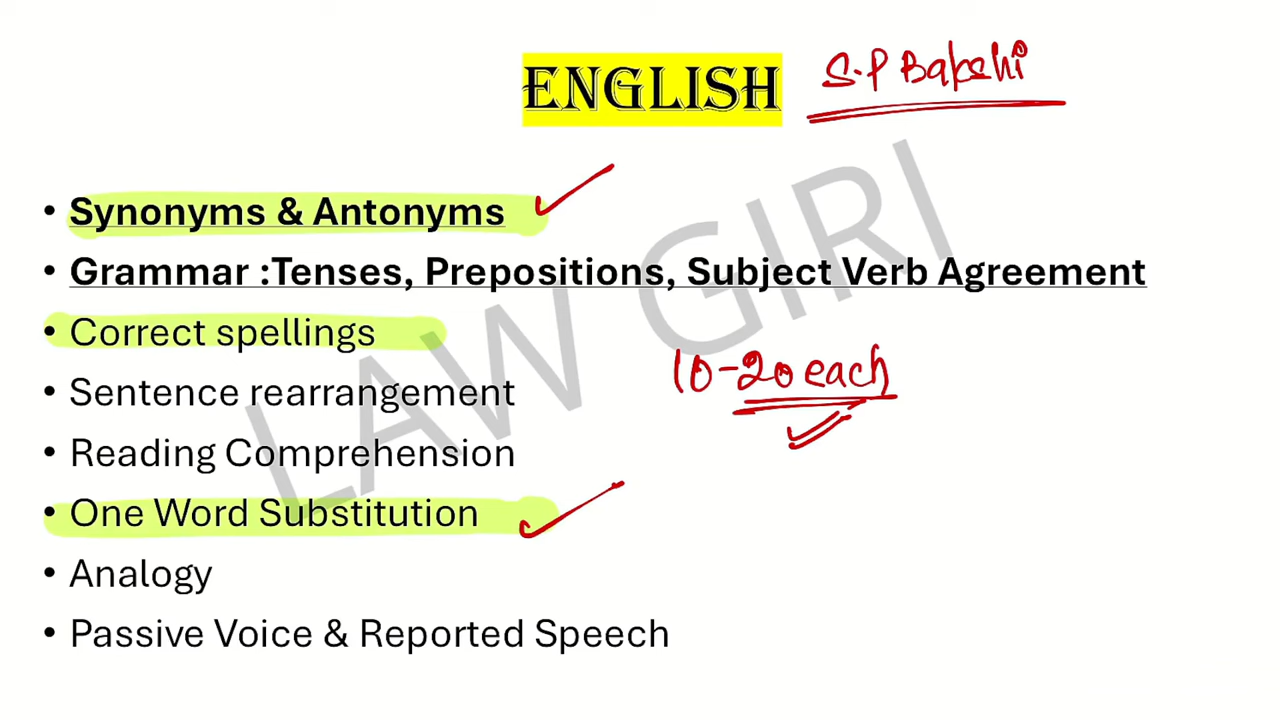 ENGLISH S.P Bakshi
• Synonyms & Antonyms
• Grammar :Tenses, Prepositions, Subject Verb Agreement
• Correct spellings
10-20 each
• Sentence rearrangement
• Reading Comprehension
• One Word Substitution
• Analogy
• Passive Voice & Reported Speech
LAW GIRI